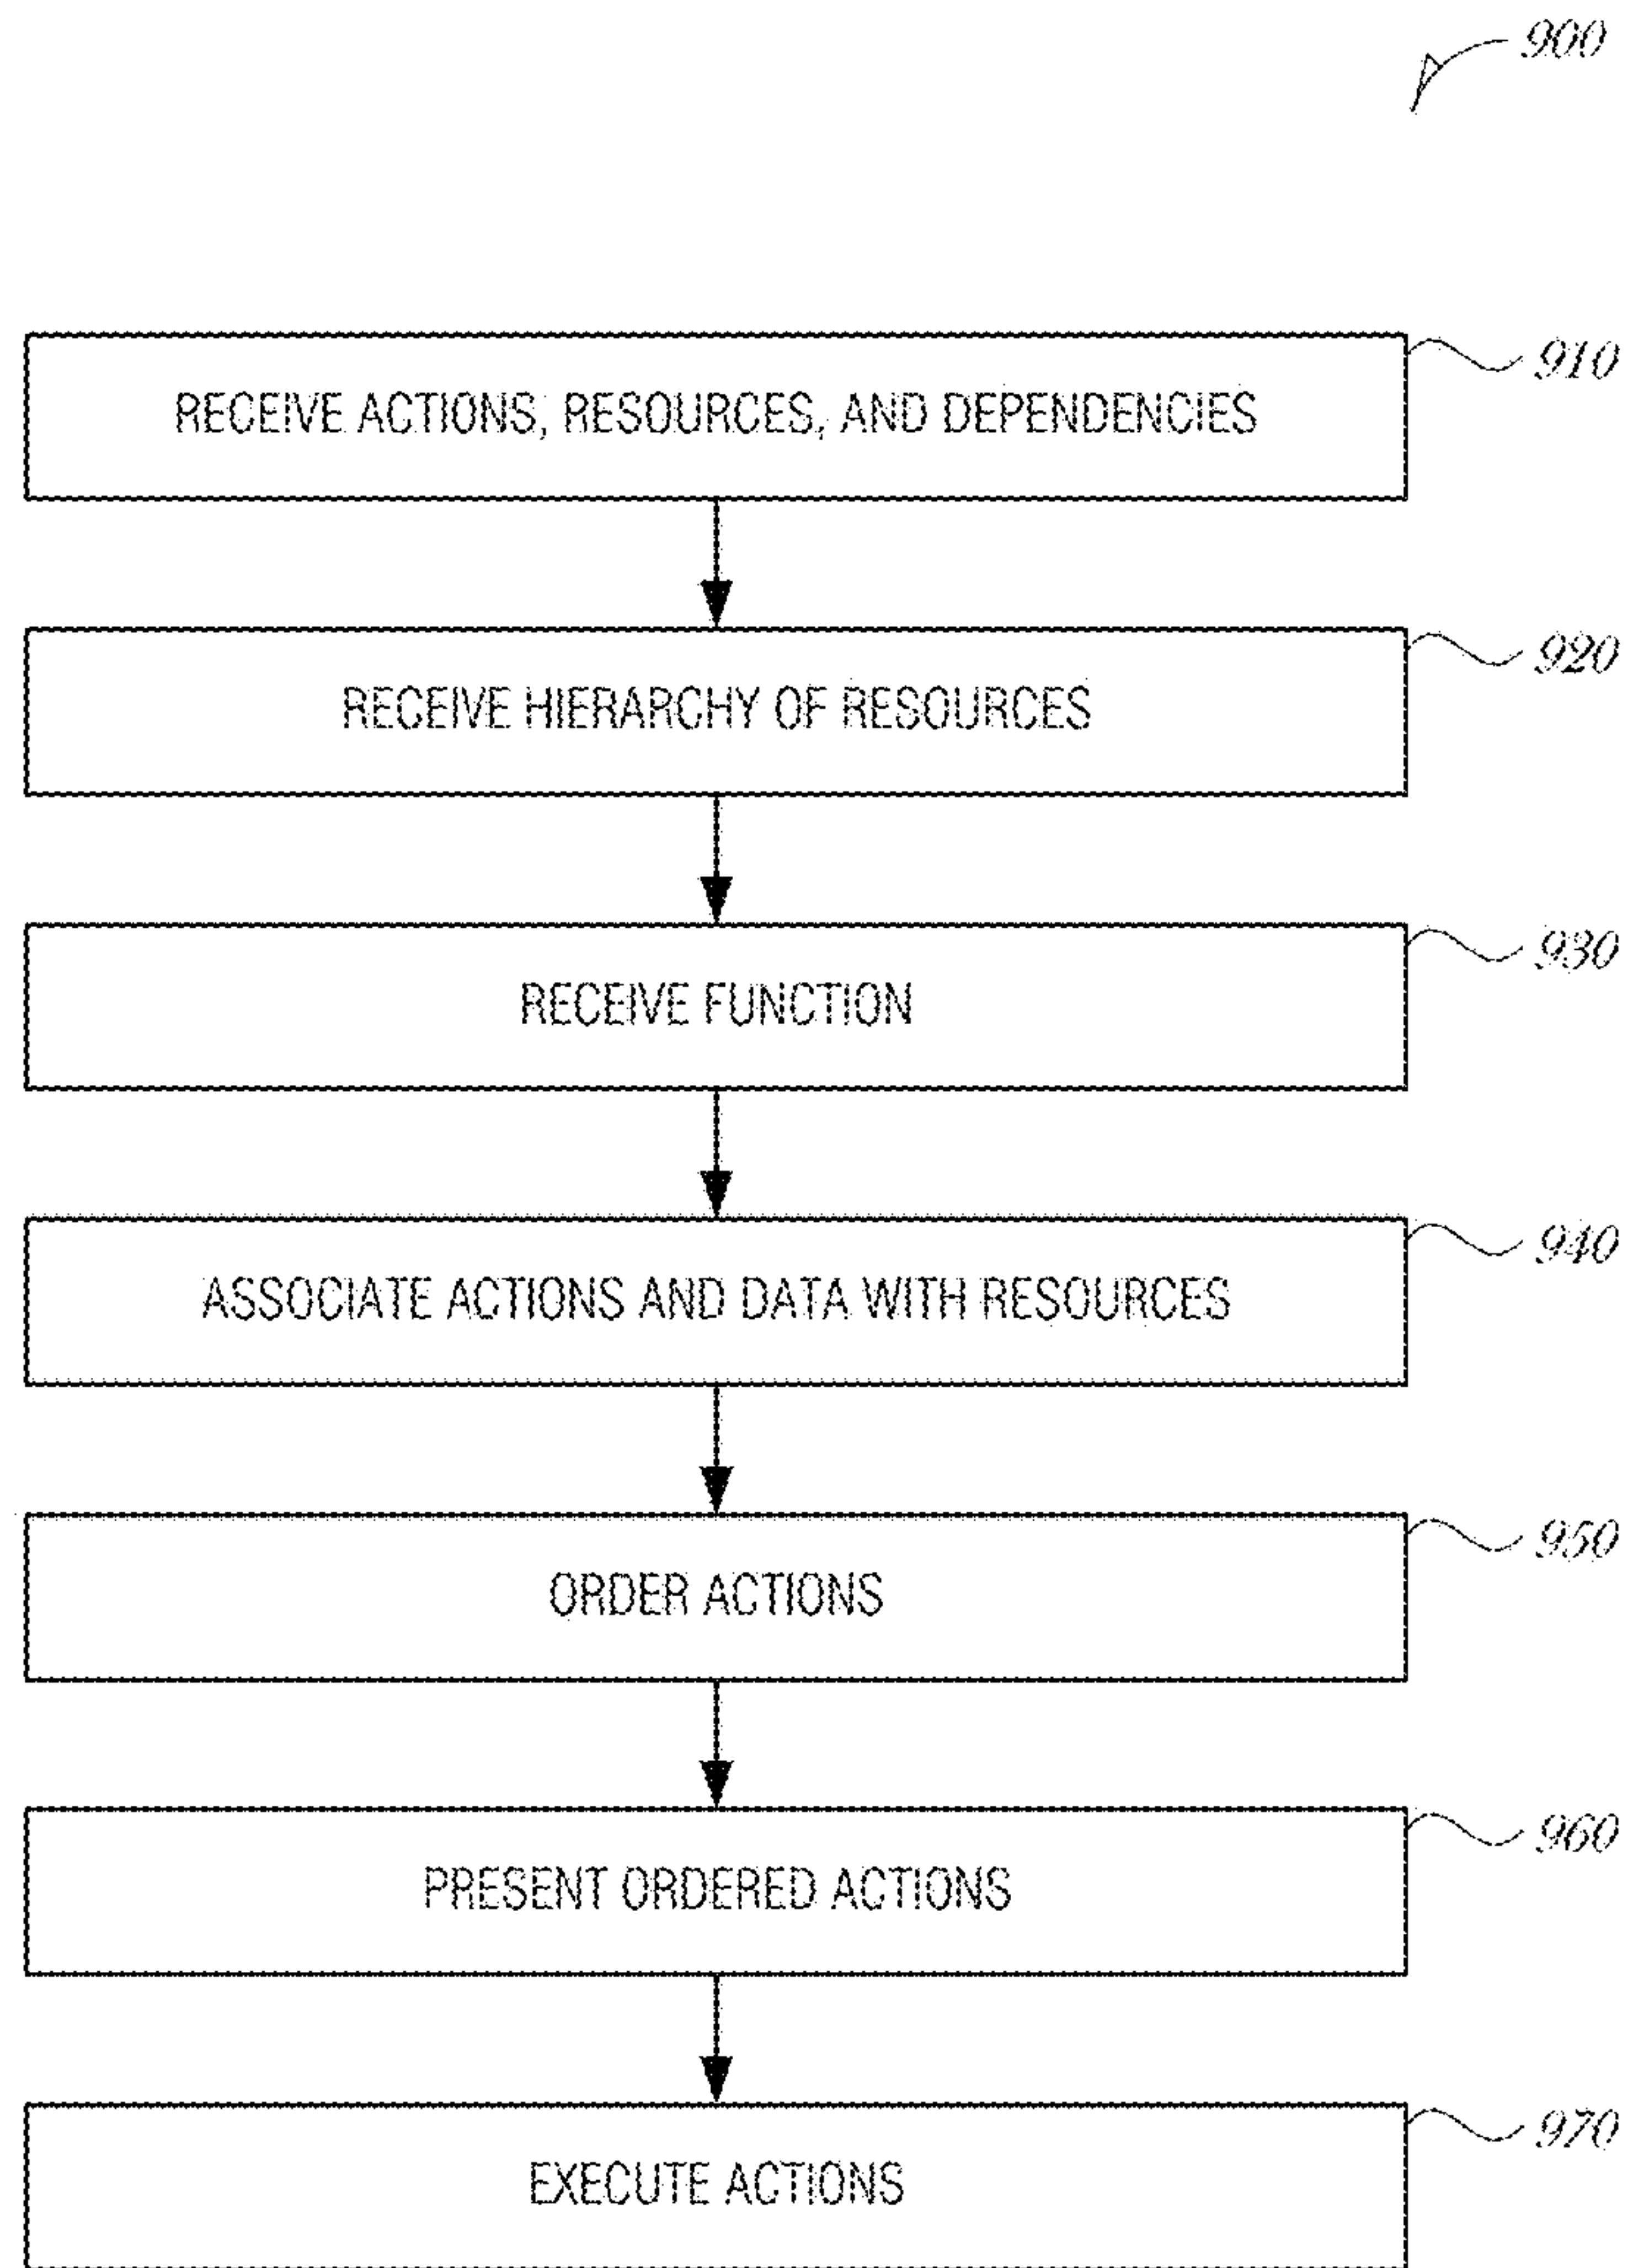 900
RECEIVE ACTIONS, RESOURCES, AND DEPENDENCIES
910
RECEIVE HIERARCHY OF RESOURCES
920
RECEIVE FUNCTION
930
ASSOCIATE ACTIONS AND DATA WITH RESOURCES
940
ORDER ACTIONS
950
PRESENT ORDERED ACTIONS
960
EXECUTE ACTIONS
970